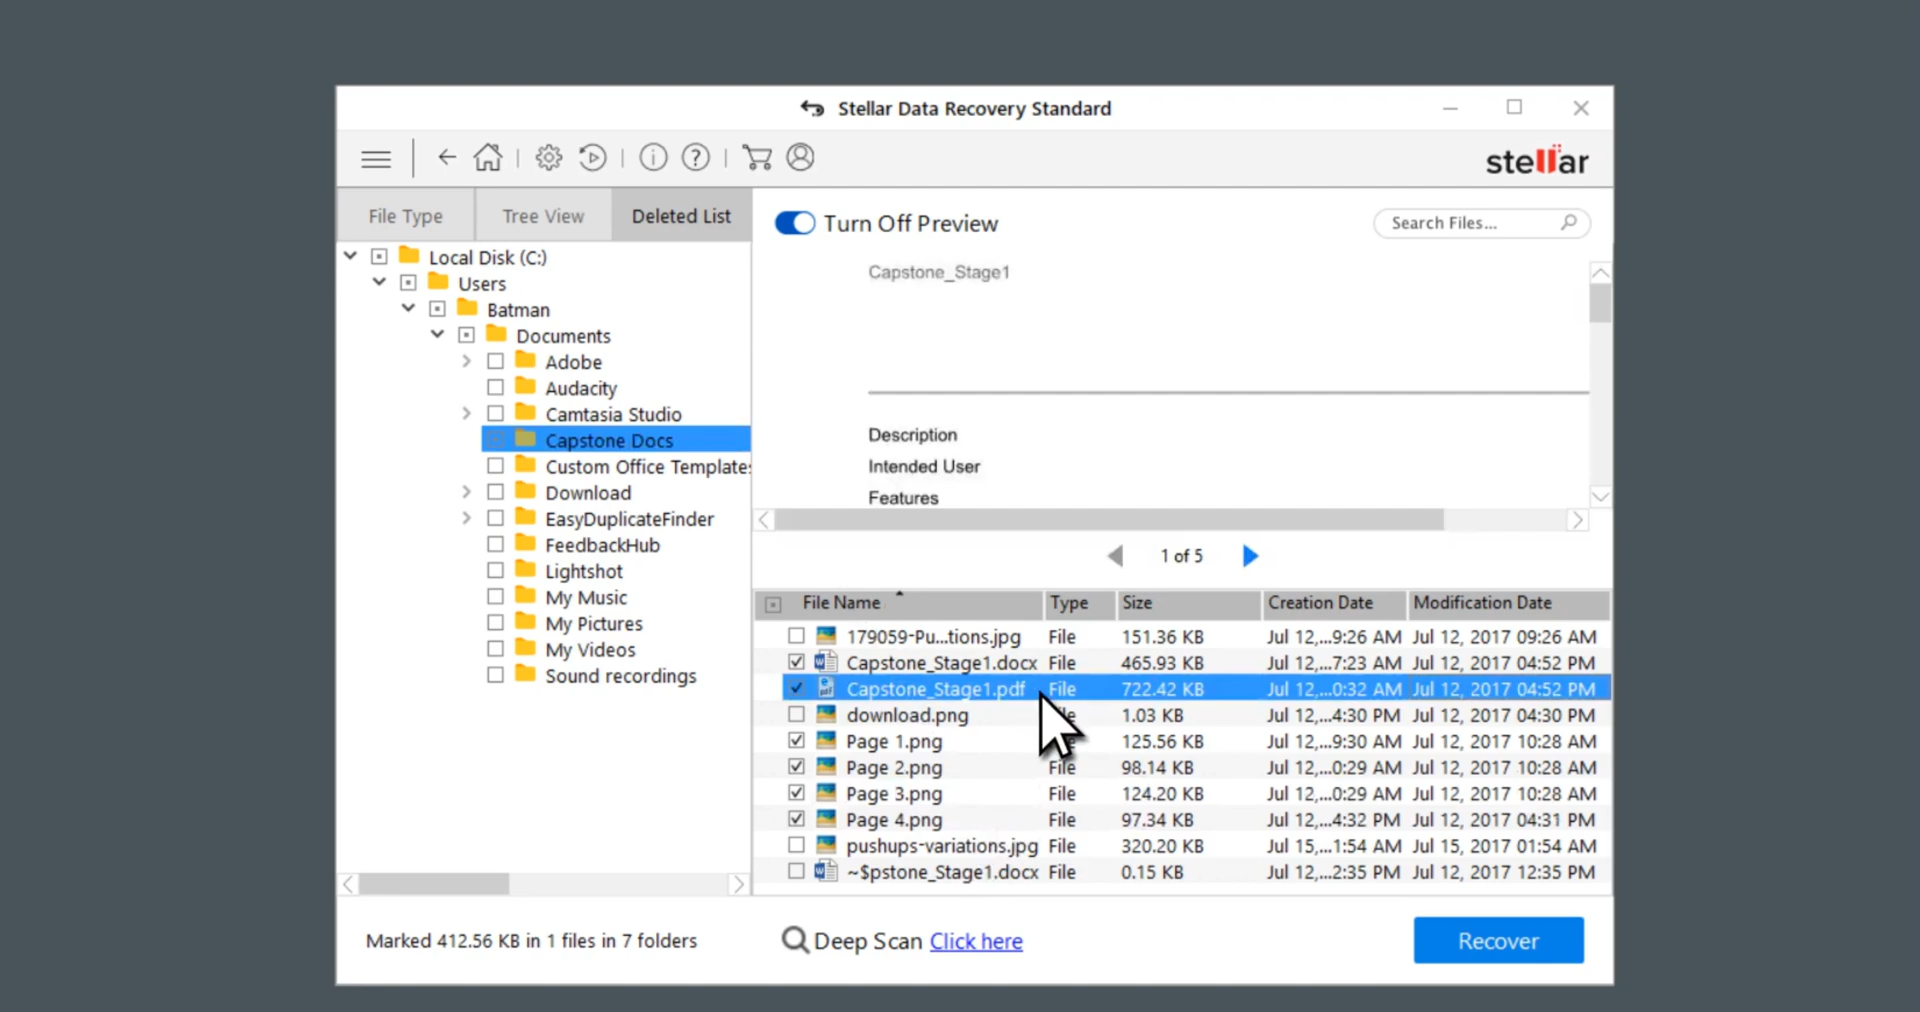 Stellar Data Recovery Standard
stellar
File Type Tree View Deleted List
Turn Off Preview
Search Files...
Local Disk (C:)
Users
Batman
Documents
Adobe
Audacity
Camtasia Studio
Capstone Docs
Custom Office Templates
Download
EasyDuplicateFinder
FeedbackHub
Lightshot
My Music
My Pictures
My Videos
Sound recordings
Capstone_Stage1
Description
Intended User
Features
1 of 5
File Name Type Size Creation Date Modification Date
179059-Pu...tions.jpg File 151.36 KB Jul 12,...9:26 AM Jul 12, 2017 09:26 AM
Capstone_Stage1.docx File 465.93 KB Jul 12,...7:23 AM Jul 12, 2017 04:52 PM
Capstone_Stage1.pdf File 722.42 KB Jul 12,...0:32 AM Jul 12, 2017 04:52 PM
download.png 1.03 KB Jul 12,...4:30 PM Jul 12, 2017 04:30 PM
Page 1.png 125.56 KB Jul 12,...9:30 AM Jul 12, 2017 10:28 AM
Page 2.png File 98.14 KB Jul 12,...0:29 AM Jul 12, 2017 10:28 AM
Page 3.png File 124.20 KB Jul 12,...0:29 AM Jul 12, 2017 10:28 AM
Page 4.png File 97.34 KB Jul 12,...4:32 PM Jul 12, 2017 04:31 PM
pushups-variations.jpg File 320.20 KB Jul 15,...1:54 AM Jul 15, 2017 01:54 AM
~$pstone_Stage1.docx File 0.15 KB Jul 12,...2:35 PM Jul 12, 2017 12:35 PM
Marked 412.56 KB in 1 files in 7 folders
Deep Scan Click here
Recover